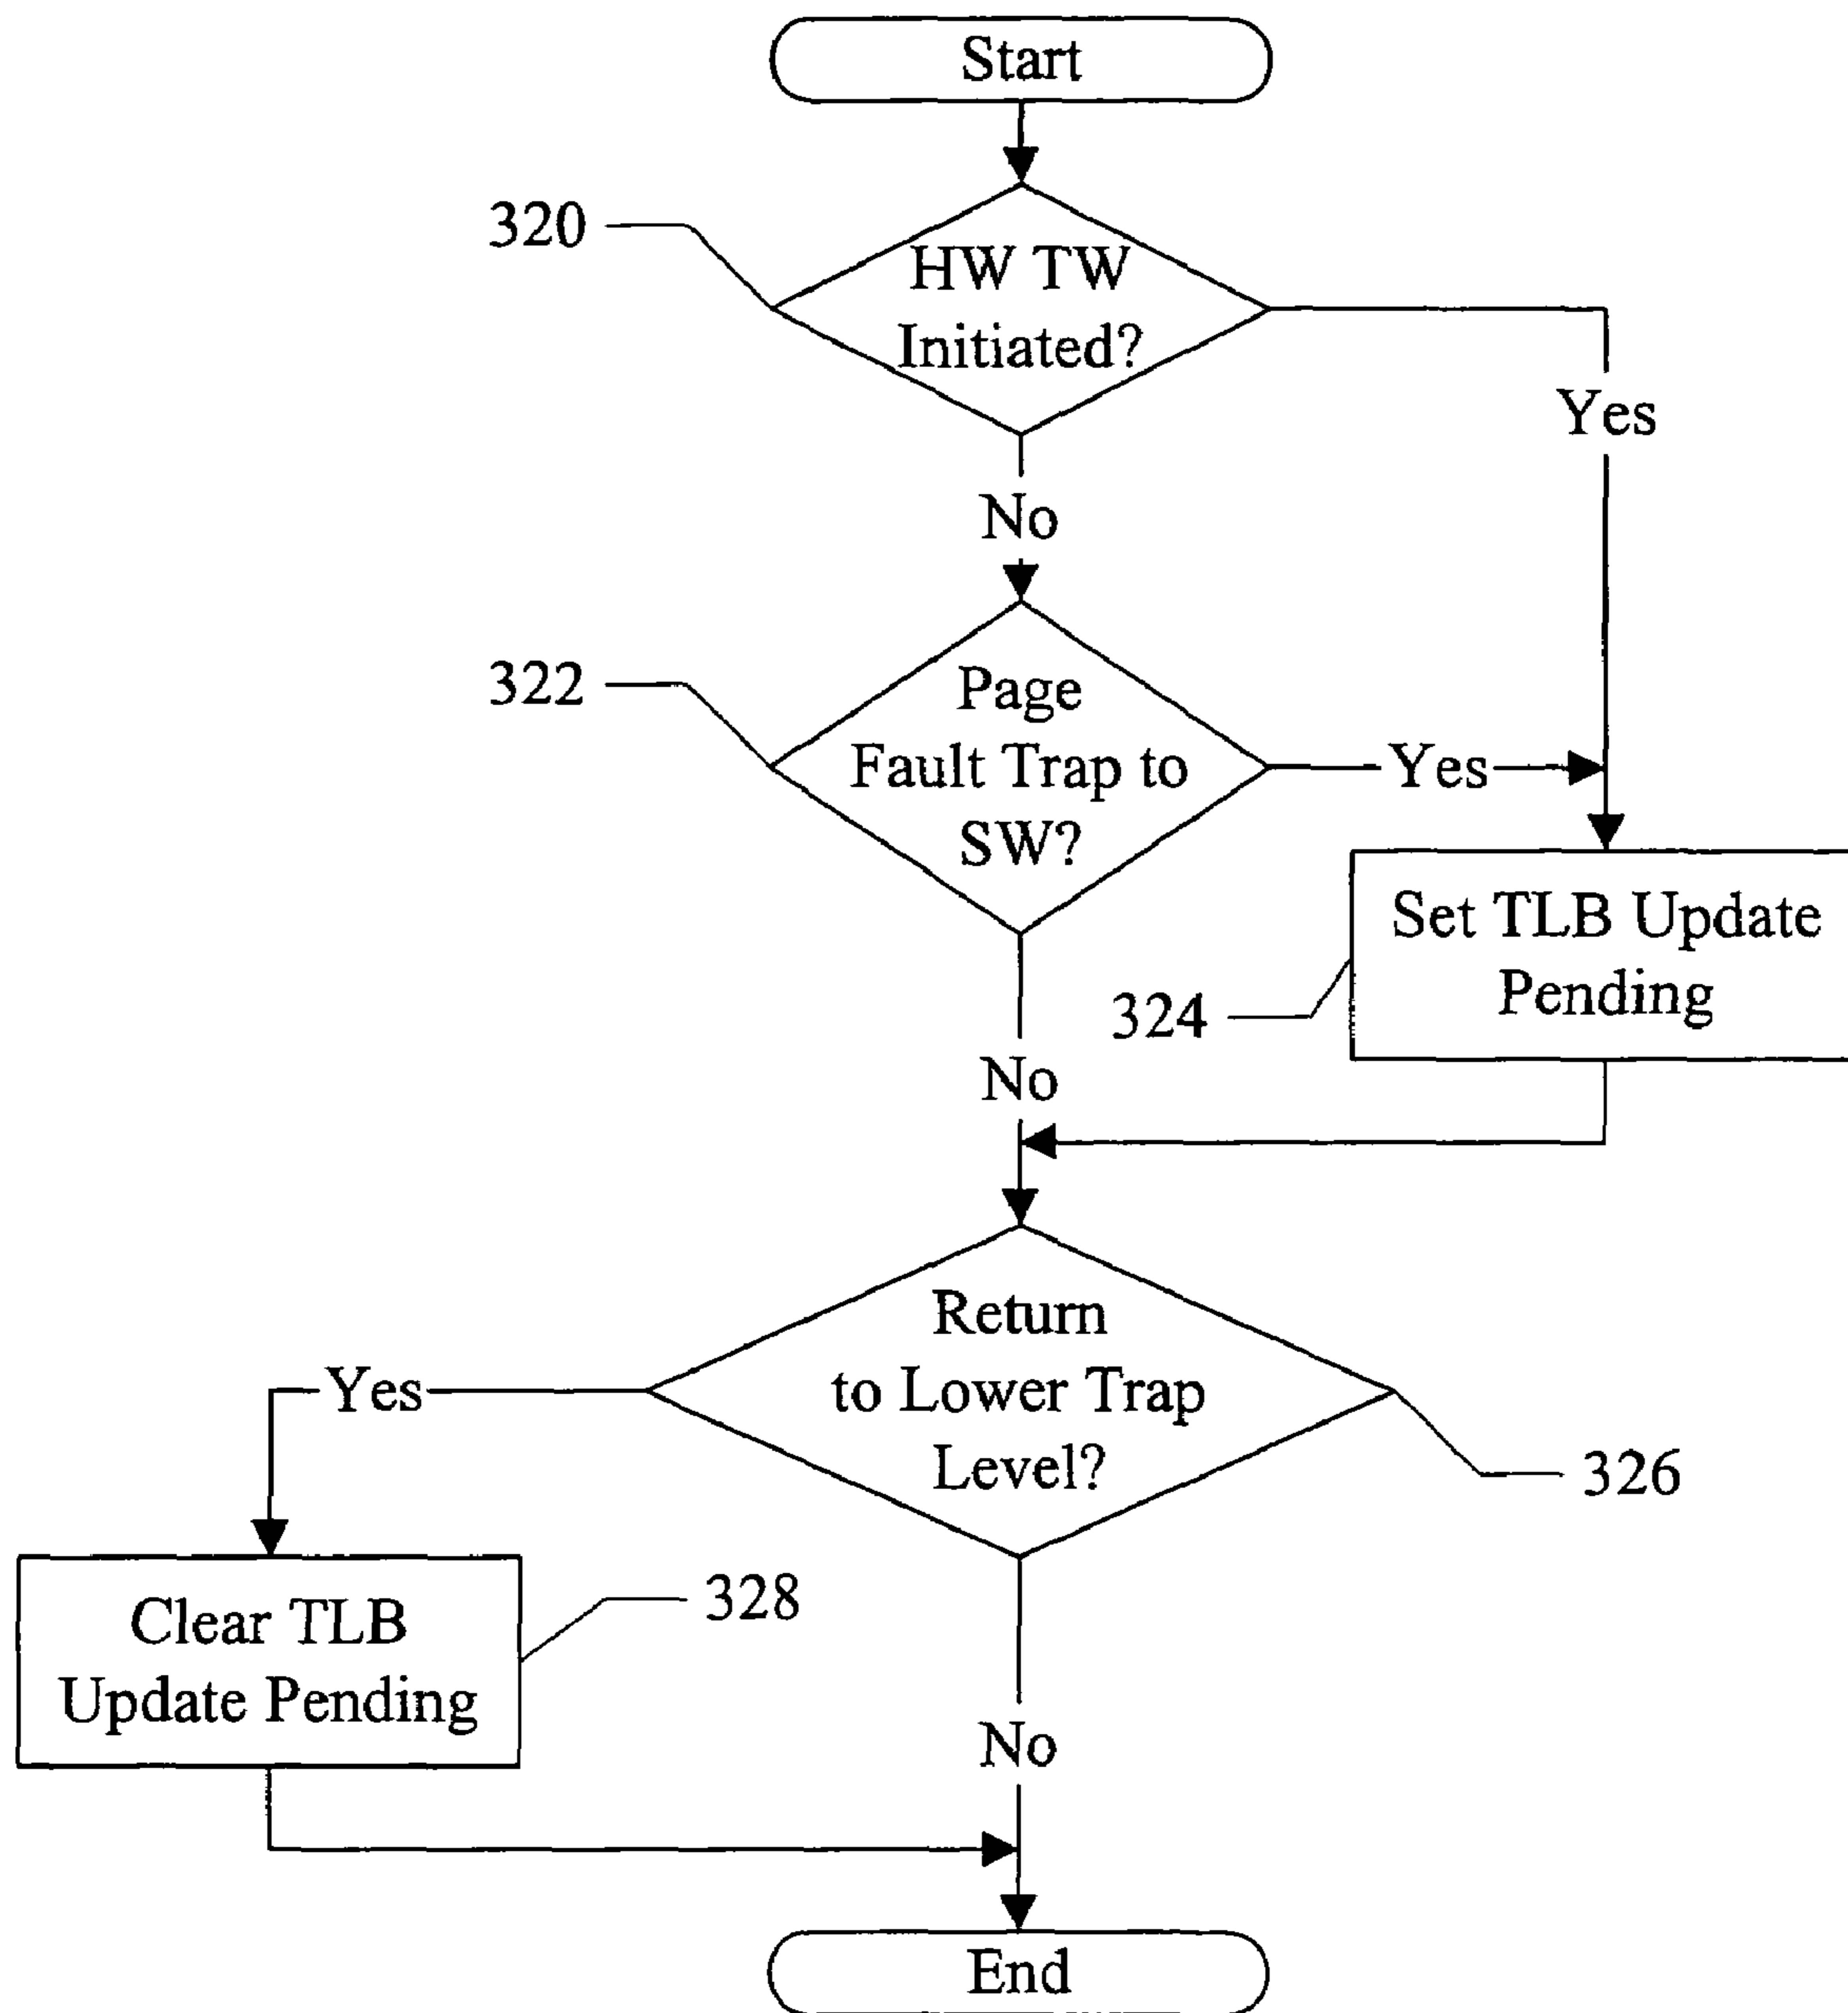 Start
320
HW TW
Initiated?
Yes
No
322
Page
Fault Trap to
SW?
Yes
Set TLB Update
Pending
324
No
Return
to Lower Trap
Level?
Yes
326
Clear TLB
Update Pending
328
No
End